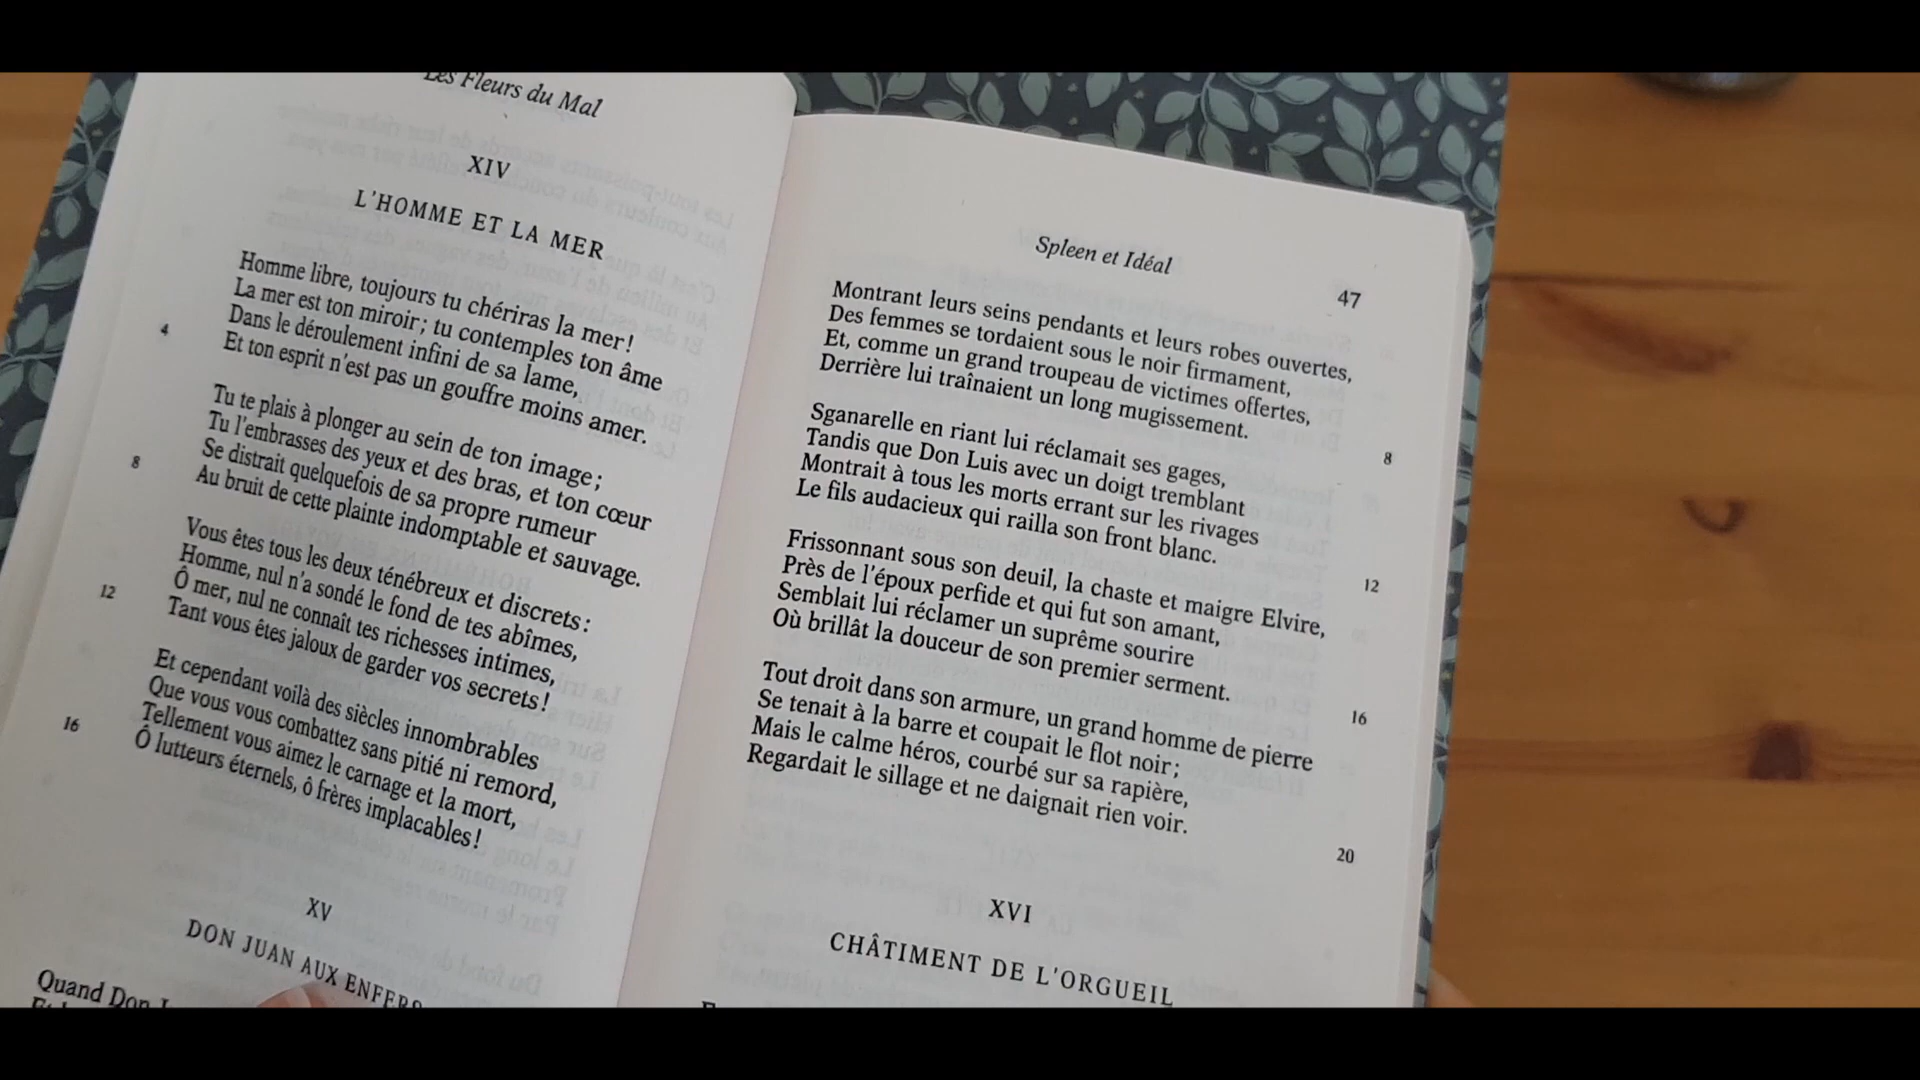 Les Fleurs du Mal
XIV
L'HOMME ET LA MER
Homme libre, toujours tu chériras la mer !
La mer est ton miroir ; tu contemples ton âme
Dans le déroulement infini de sa lame,
4
Et ton esprit n'est pas un gouffre moins amer.
Tu te plais à plonger au sein de ton image ;
Tu l'embrasses des yeux et des bras, et ton cœur
Se distrait quelquefois de sa propre rumeur
8
Au bruit de cette plainte indomptable et sauvage.
Vous êtes tous les deux ténébreux et discrets :
Homme, nul n'a sondé le fond de tes abîmes,
Ô mer, nul ne connaît tes richesses intimes,
12
Tant vous êtes jaloux de garder vos secrets !
Et cependant voilà des siècles innombrables
Que vous vous combattez sans pitié ni remord,
Tellement vous aimez le carnage et la mort,
16
Ô lutteurs éternels, ô frères implacables !
XV
DON JUAN AUX ENFERS
Quand Don
Spleen et Idéal
47
Montrant leurs seins pendants et leurs robes ouvertes,
Des femmes se tordaient sous le noir firmament,
Et, comme un grand troupeau de victimes offertes,
Derrière lui traînaient un long mugissement.
8
Sganarelle en riant lui réclamait ses gages,
Tandis que Don Luis avec un doigt tremblant
Montrait à tous les morts errant sur les rivages
Le fils audacieux qui railla son front blanc.
12
Frissonnant sous son deuil, la chaste et maigre Elvire,
Près de l'époux perfide et qui fut son amant,
Semblait lui réclamer un suprême sourire
Où brillât la douceur de son premier serment.
16
Tout droit dans son armure, un grand homme de pierre
Se tenait à la barre et coupait le flot noir ;
Mais le calme héros, courbé sur sa rapière,
Regardait le sillage et ne daignait rien voir.
20
XVI
CHÂTIMENT DE L'ORGUEIL